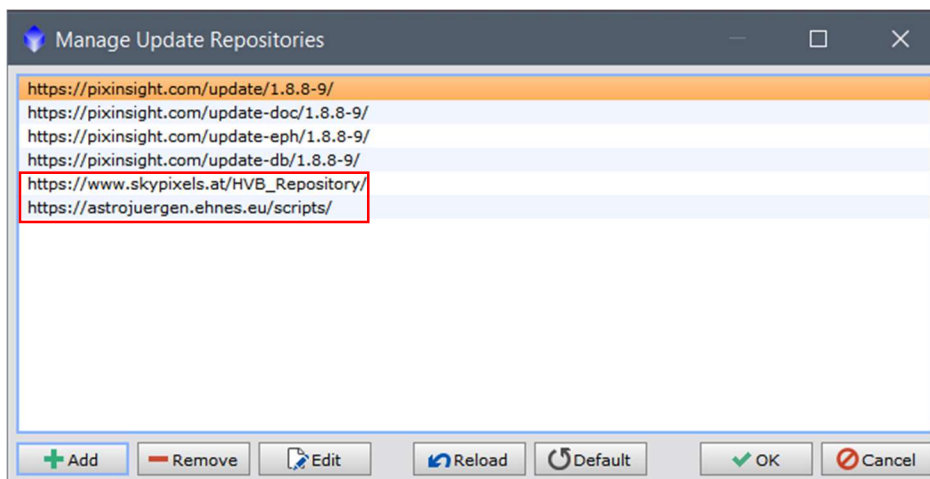 Manage Update Repositories
https://pixinsight.com/update/1.8.8-9/
https://pixinsight.com/update-doc/1.8.8-9/
https://pixinsight.com/update-eph/1.8.8-9/
https://pixinsight.com/update-db/1.8.8-9/
https://www.skypixels.at/HVB_Repository/
https://astrojuergen.ehnes.eu/scripts/
Add Remove Edit Reload Default OK Cancel